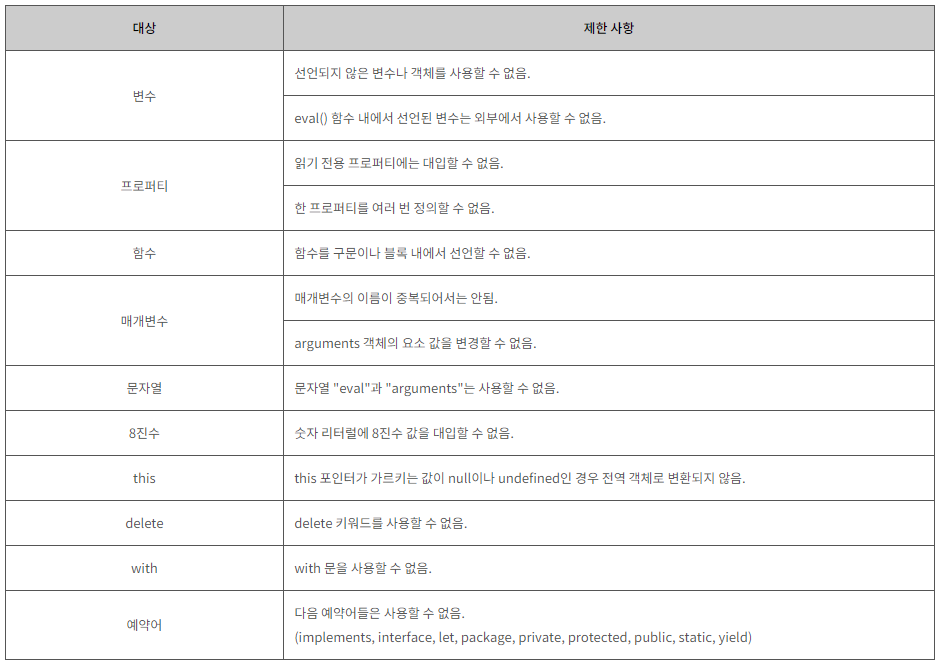 대상
제한 사항
변수
선언되지 않은 변수나 객체를 사용할 수 없음.
eval() 함수 내에서 선언된 변수는 외부에서 사용할 수 없음.
프로퍼티
읽기 전용 프로퍼티에는 대입할 수 없음.
한 프로퍼티를 여러 번 정의할 수 없음.
함수
함수를 구문이나 블록 내에서 선언할 수 없음.
매개변수
매개변수의 이름이 중복되어서는 안됨.
arguments 객체의 요소 값을 변경할 수 없음.
문자열
문자열 "eval"과 "arguments"는 사용할 수 없음.
8진수
숫자 리터럴에 8진수 값을 대입할 수 없음.
this
this 포인터가 가르키는 값이 null이나 undefined인 경우 전역 객체로 변환되지 않음.
delete
delete 키워드를 사용할 수 없음.
with
with 문을 사용할 수 없음.
예약어
다음 예약어들은 사용할 수 없음.
(implements, interface, let, package, private, protected, public, static, yield)